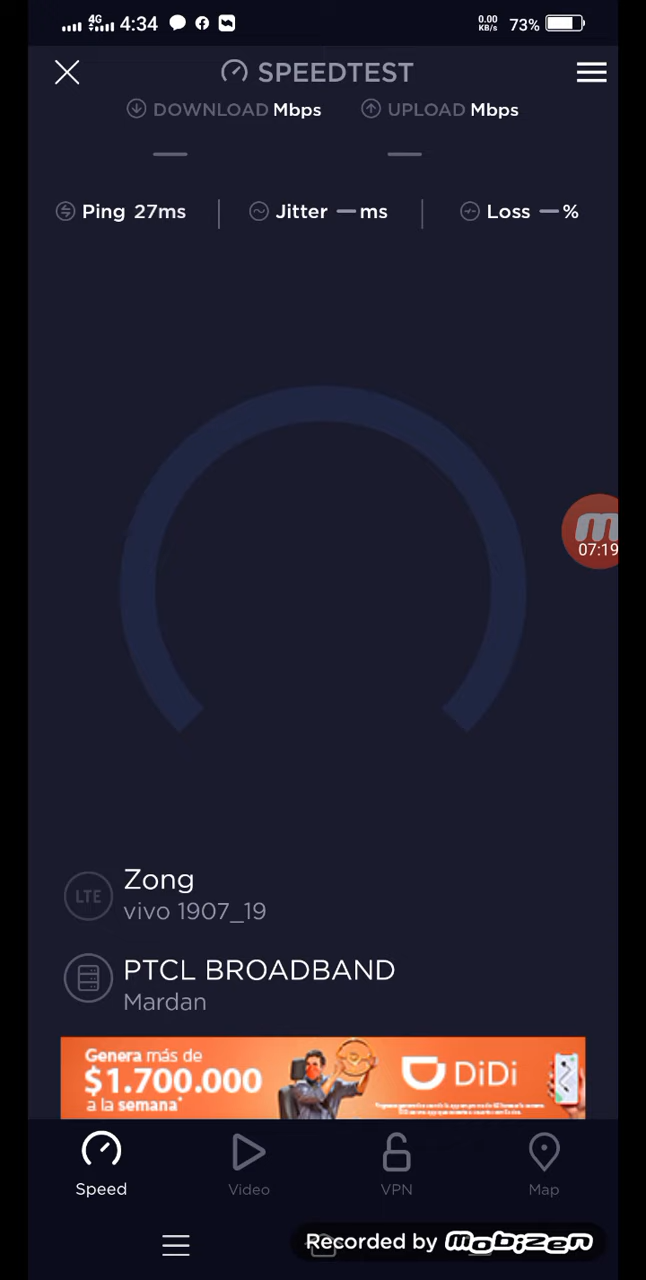 4G 4:34 0.00 KB/s 73%
SPEEDTEST
DOWNLOAD Mbps UPLOAD Mbps
Ping 27ms Jitter — ms Loss — %
07:19
LTE
Zong
vivo 1907_19
PTCL BROADBAND
Mardan
Genera más de
$1.700.000
a la semana*
DiDi
Speed Video VPN Map
Recorded by mobizen